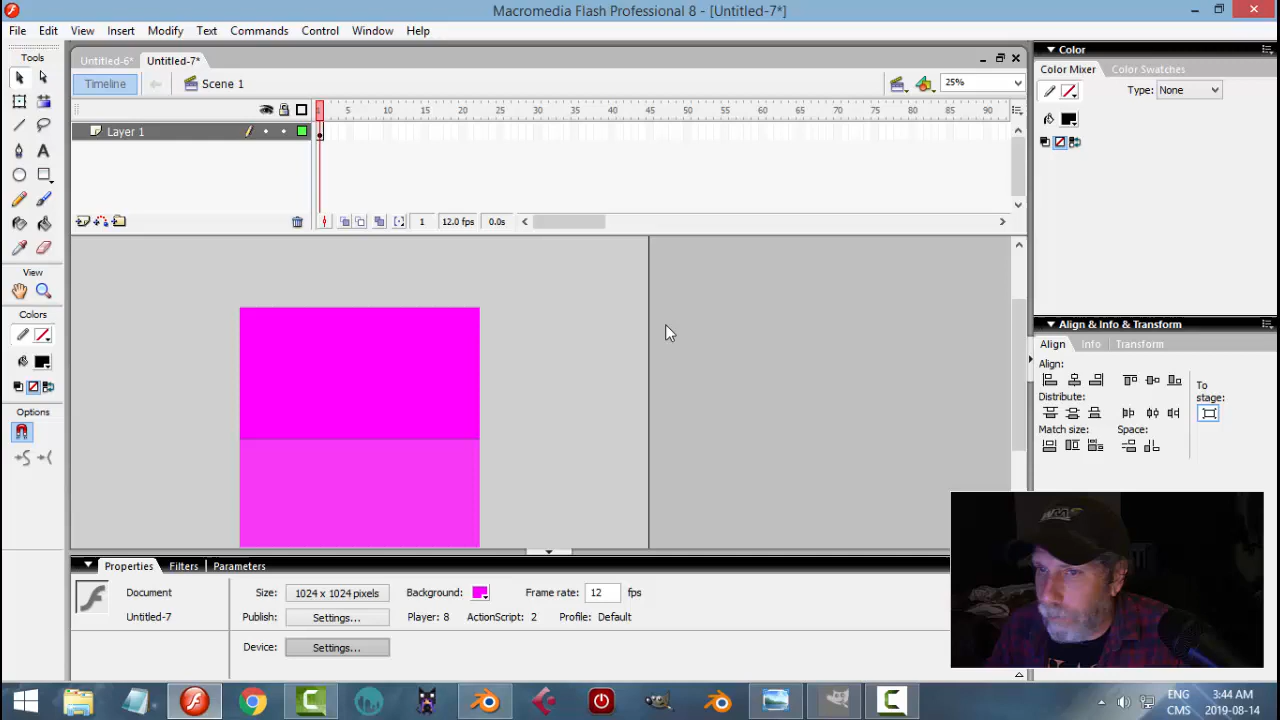 Macromedia Flash Professional 8 - [Untitled-7*]
File Edit View Insert Modify Text Commands Control Window Help
Tools
Untitled-6* Untitled-7*
Timeline Scene 1 25%
5 10 15 20 25 30 35 40 45 50 55 60 65 70 75 80 85 90
Layer 1
1 12.0 fps 0.0s
View
Colors
Options
Color
Color Mixer Color Swatches
Type: None
Align & Info & Transform
Align Info Transform
Align:
To
stage:
Distribute:
Match size: Space:
Properties Filters Parameters
Document Size: 1024 x 1024 pixels Background: Frame rate: 12 fps
Untitled-7 Publish: Settings... Player: 8 ActionScript: 2 Profile: Default
Device: Settings...
ENG 3:44 AM
CMS 2019-08-14